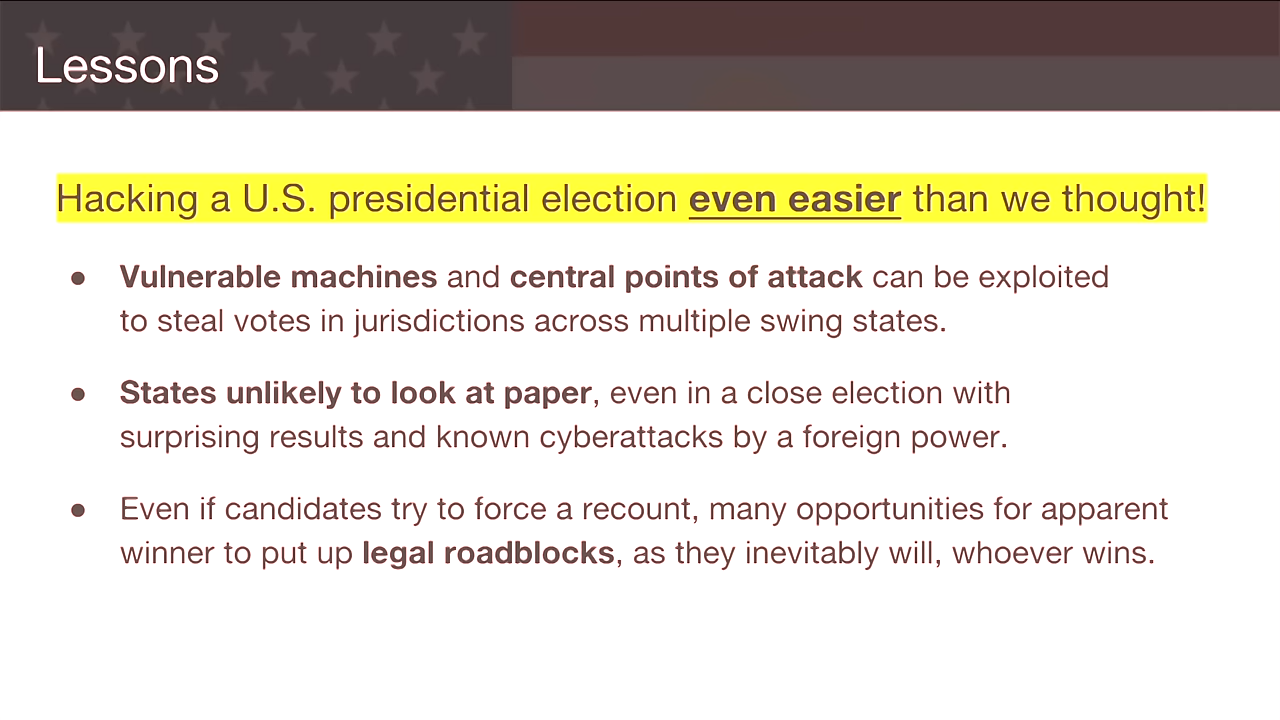 Lessons
Hacking a U.S. presidential election even easier than we thought!
● Vulnerable machines and central points of attack can be exploited
to steal votes in jurisdictions across multiple swing states.
● States unlikely to look at paper, even in a close election with
surprising results and known cyberattacks by a foreign power.
● Even if candidates try to force a recount, many opportunities for apparent
winner to put up legal roadblocks, as they inevitably will, whoever wins.